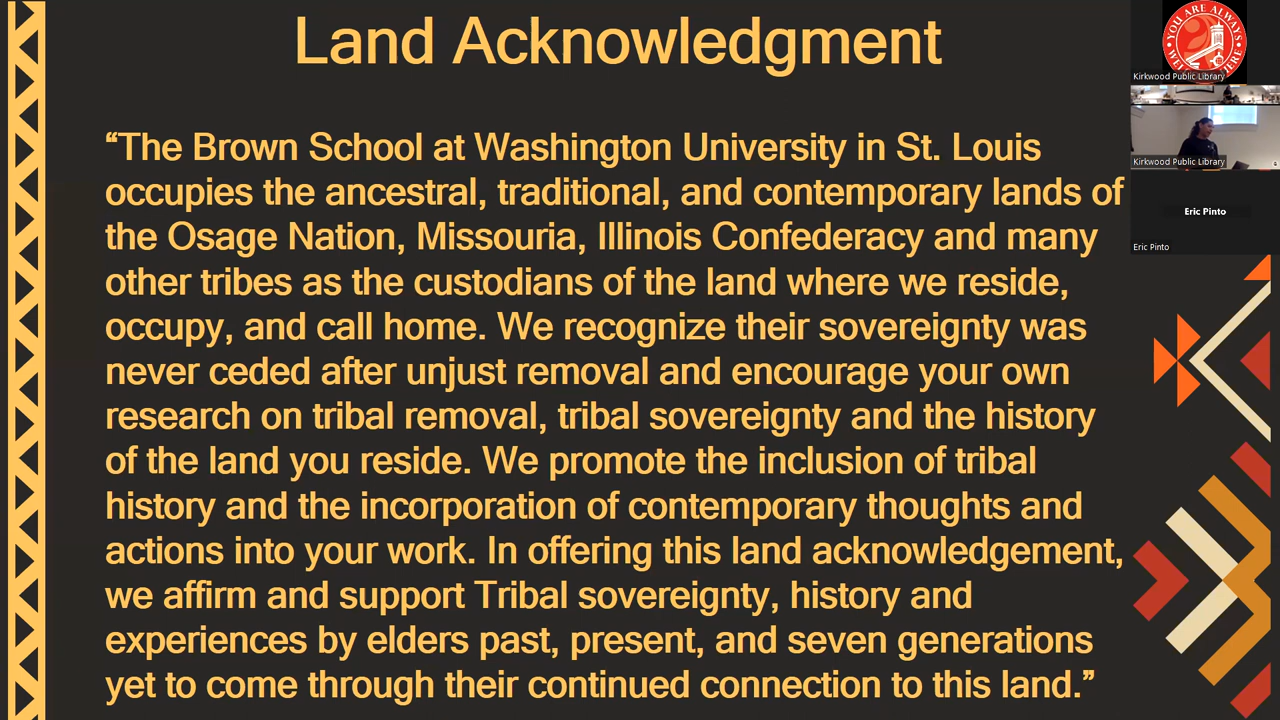 Land Acknowledgment
“The Brown School at Washington University in St. Louis
occupies the ancestral, traditional, and contemporary lands of
the Osage Nation, Missouria, Illinois Confederacy and many
other tribes as the custodians of the land where we reside,
occupy, and call home. We recognize their sovereignty was
never ceded after unjust removal and encourage your own
research on tribal removal, tribal sovereignty and the history
of the land you reside. We promote the inclusion of tribal
history and the incorporation of contemporary thoughts and
actions into your work. In offering this land acknowledgement,
we affirm and support Tribal sovereignty, history and
experiences by elders past, present, and seven generations
yet to come through their continued connection to this land.”
YOU ARE ALWAYS
HERE
Kirkwood Public Library
Kirkwood Public Library
Eric Pinto
Eric Pinto